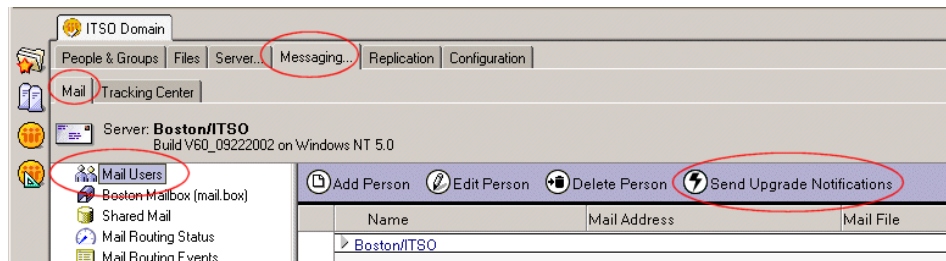 ITSO Domain
People & Groups Files Server... Messaging... Replication Configuration
Mail Tracking Center
Server: Boston/ITSO
Build V60_09222002 on Windows NT 5.0
Mail Users
Boston Mailbox (mail.box)
Shared Mail
Mail Routing Status
Mail Routing Events
Add Person Edit Person Delete Person Send Upgrade Notifications
Name Mail Address Mail File
Boston/ITSO